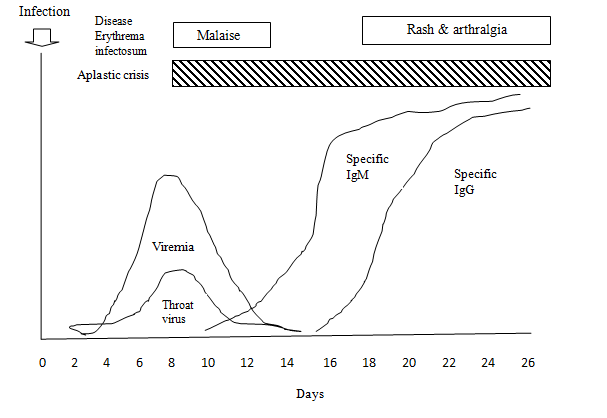 Infection
Disease
Erythrema
infectosum
Malaise
Rash & arthralgia
Aplastic crisis
Specific
IgM
Specific
IgG
Viremia
Throat
virus
0 2 4 6 8 10 12 14 16 18 20 22 24 26
Days